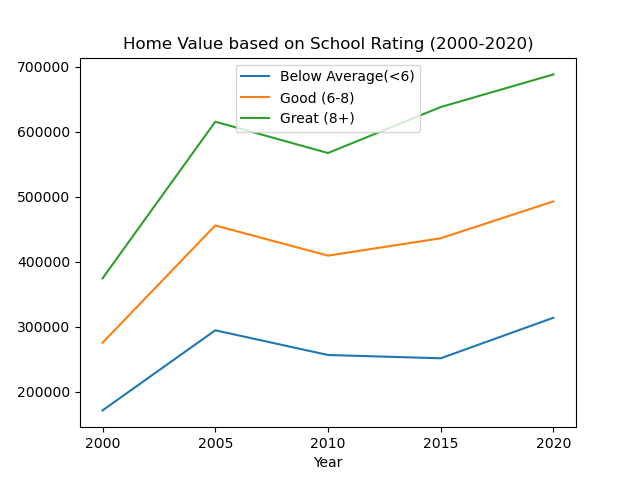 Home Value based on School Rating (2000-2020)
700000
600000
500000
400000
300000
200000
Below Average(<6)
Good (6-8)
Great (8+)
2000 2005 2010 2015 2020
Year